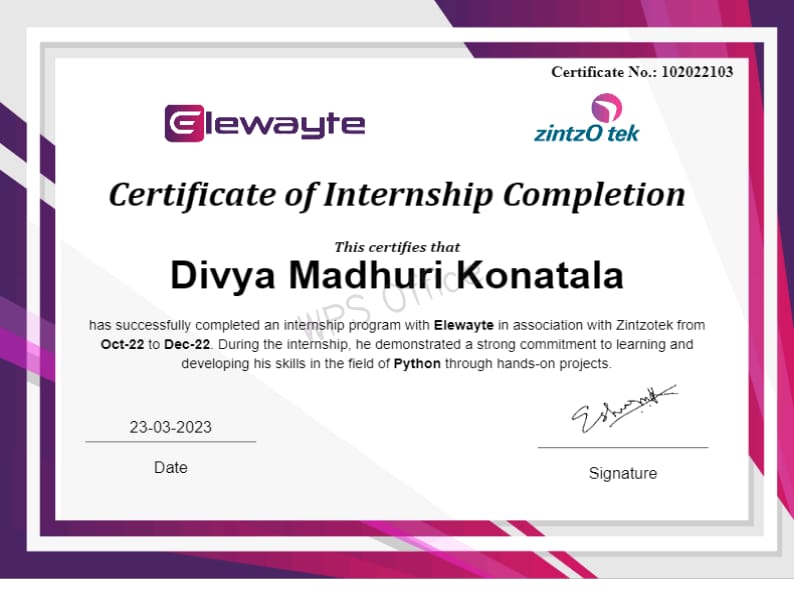 Certificate No.: 102022103
Elewayte
zintzO tek
Certificate of Internship Completion
This certifies that
Divya Madhuri Konatala
WPS Office
has successfully completed an internship program with Elewayte in association with Zintzotek from
Oct-22 to Dec-22. During the internship, he demonstrated a strong commitment to learning and
developing his skills in the field of Python through hands-on projects.
23-03-2023
Date
Signature